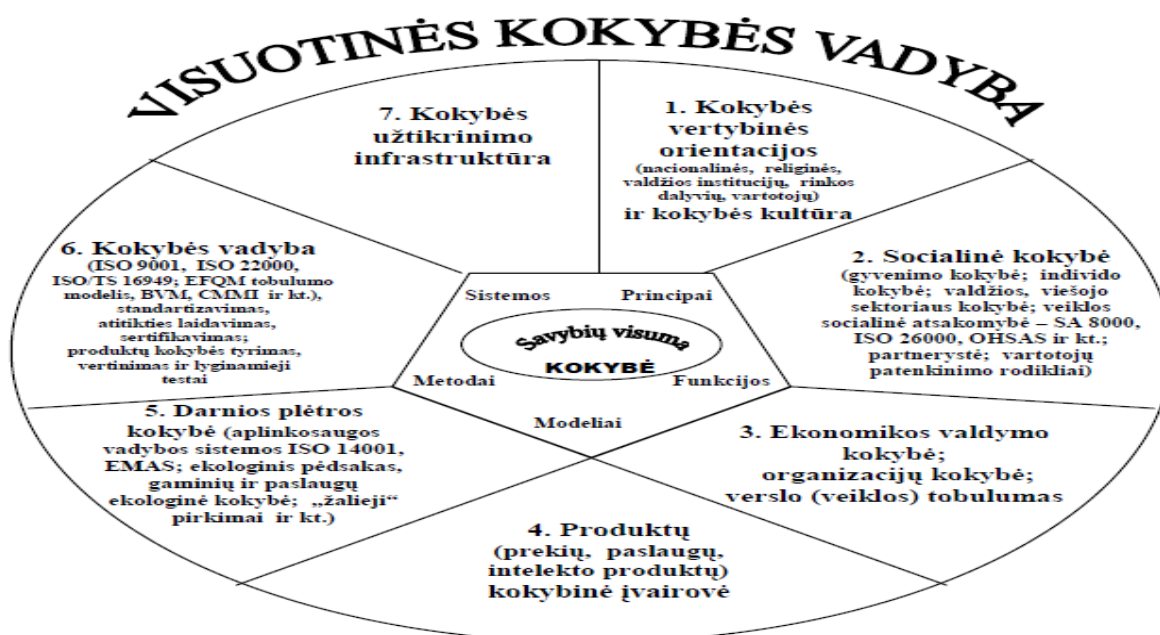 VISUOTINĖS KOKYBĖS VADYBA
7. Kokybės
užtikrinimo
infrastruktūra
1. Kokybės
vertybinės
orientacijos
(nacionalinės, religinės,
valdžios institucijų, rinkos
dalyvių, vartotojų)
ir kokybės kultūra
2. Socialinė kokybė
(gyvenimo kokybė; individo
kokybė; valdžios, viešojo
sektoriaus kokybė; veiklos
socialinė atsakomybė – SA 8000,
ISO 26000, OHSAS ir kt.;
partnerystė; vartotojų
patenkinimo rodikliai)
3. Ekonomikos valdymo
kokybė;
organizacijų kokybė;
verslo (veiklos) tobulumas
4. Produktų
(prekių, paslaugų,
intelekto produktų)
kokybinė įvairovė
5. Darnios plėtros
kokybė (aplinkosaugos
vadybos sistemos ISO 14001,
EMAS; ekologinis pėdsakas,
gaminių ir paslaugų
ekologinė kokybė; „žalieji“
pirkimai ir kt.)
6. Kokybės vadyba
(ISO 9001, ISO 22000,
ISO/TS 16949; EFQM tobulumo
modelis, BVM, CMMI ir kt.),
standartizavimas,
atitikties laidavimas,
sertifikavimas;
produktų kokybės tyrimas,
vertinimas ir lyginamieji
testai
Sistemos
Principai
Savybių visuma
KOKYBĖ
Metodai
Funkcijos
Modeliai